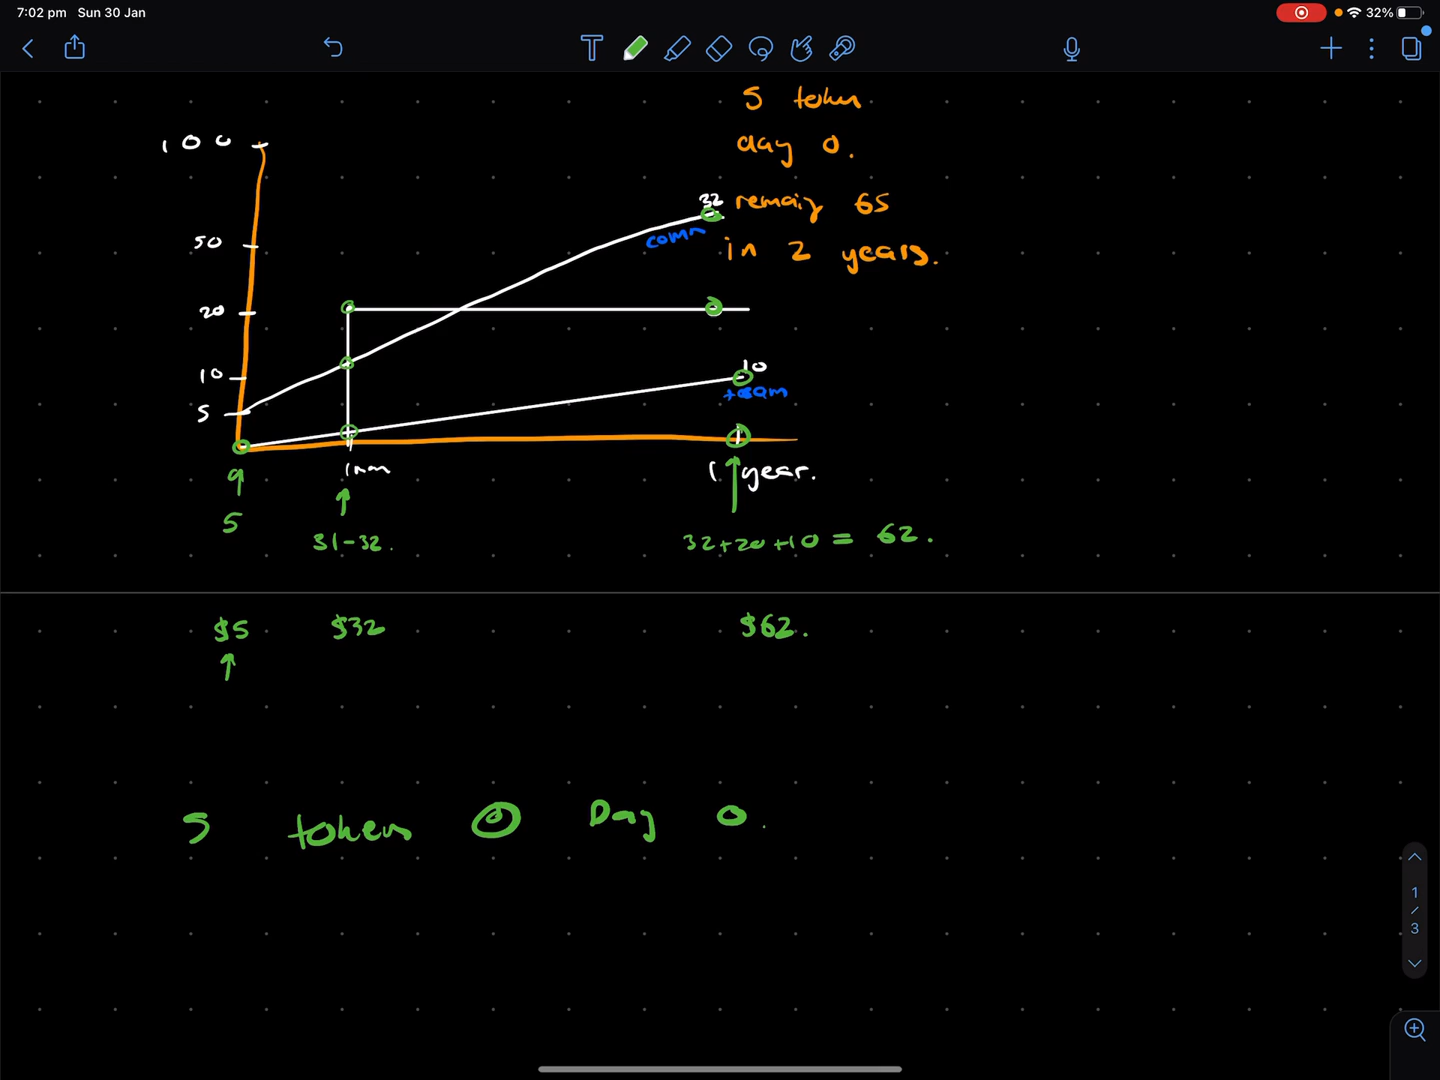 7:02 pm Sun 30 Jan
32%
5 token
day 0.
100
32
remaing 65
50
comm
in 2 years.
20
10
10
team
5
1 year.
5
31-32.
32+20+10 = 62.
$5 $32 $62.
5 token @ Day 0.
1
/
3